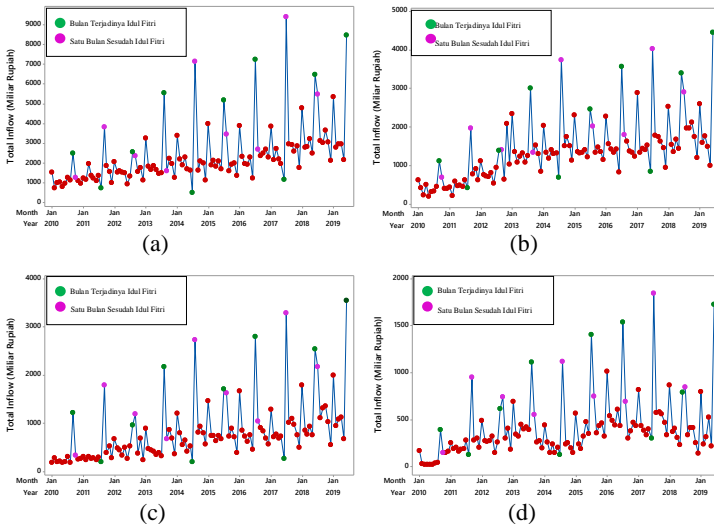 9000
8000
7000
6000
5000
4000
3000
2000
1000
0
Total Inflow (Miliar Rupiah)
Bulan Terjadinya Idul Fitri
Satu Bulan Sesudah Idul Fitri
Month Jan Jan Jan Jan Jan Jan Jan Jan Jan Jan
Year 2010 2011 2012 2013 2014 2015 2016 2017 2018 2019
(a)
5000
4000
3000
2000
1000
0
Total Inflow (Miliar Rupiah)
Bulan Terjadinya Idul Fitri
Satu Bulan Sesudah Idul Fitri
Month Jan Jan Jan Jan Jan Jan Jan Jan Jan Jan
Year 2010 2011 2012 2013 2014 2015 2016 2017 2018 2019
(b)
4000
3000
2000
1000
0
Total Inflow (Miliar Rupiah)
Bulan Terjadinya Idul Fitri
Satu Bulan Sesudah Idul Fitri
Month Jan Jan Jan Jan Jan Jan Jan Jan Jan Jan
Year 2010 2011 2012 2013 2014 2015 2016 2017 2018 2019
(c)
2000
1500
1000
500
0
Total Inflow (Miliar Rupiah)l
Bulan Terjadinya Idul Fitri
Satu Bulan Sesudah Idul Fitri
Month Jan Jan Jan Jan Jan Jan Jan Jan Jan Jan
Year 2010 2011 2012 2013 2014 2015 2016 2017 2018 2019
(d)